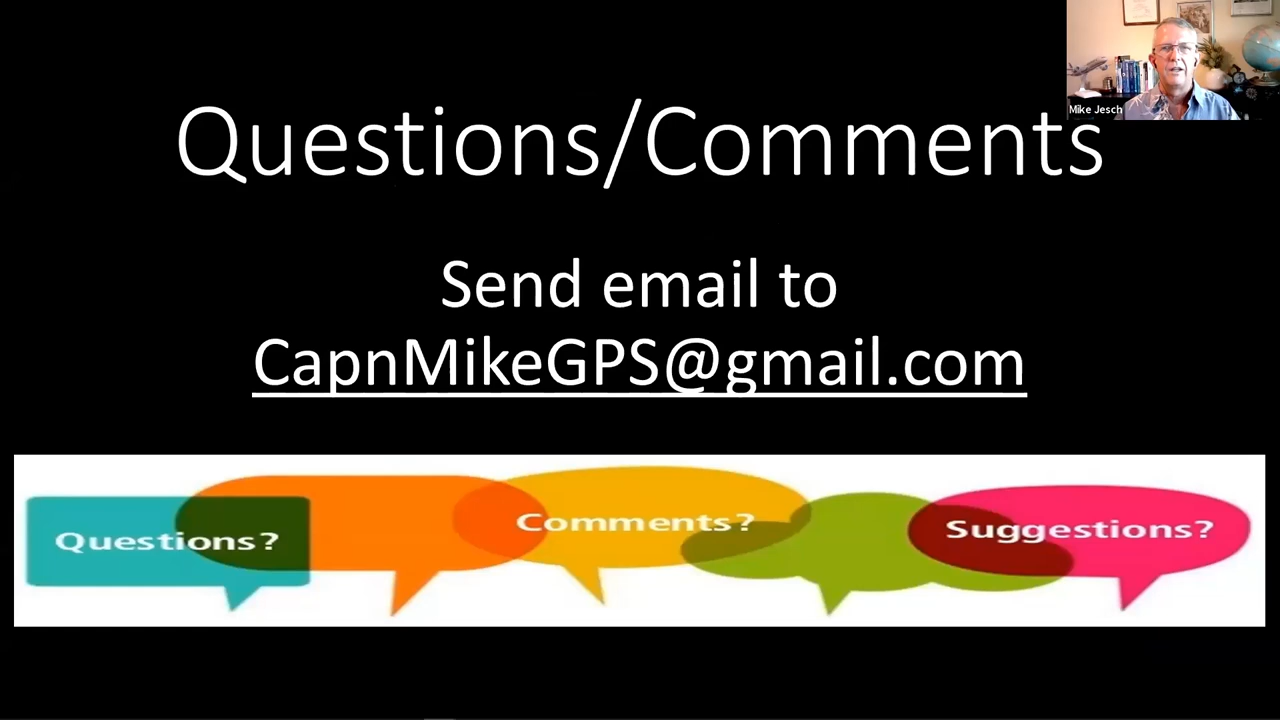 Mike Jesch
Questions/Comments
Send email to
CapnMikeGPS@gmail.com
Questions?
Comments?
Suggestions?